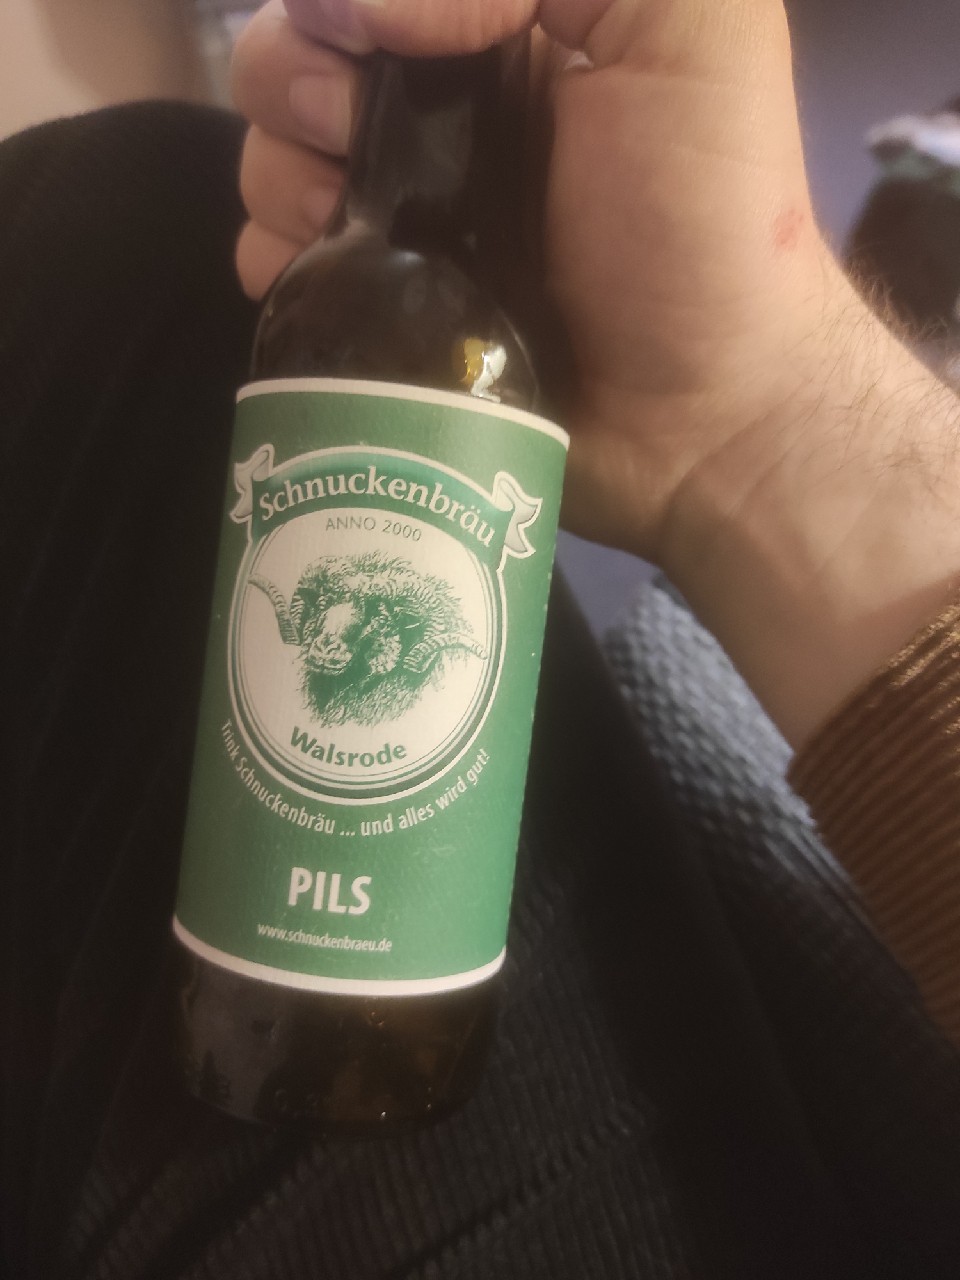 Schnuckenbräu
ANNO 2000
Walsrode
Trink Schnuckenbräu ... und alles wird gut!
PILS
www.schnuckenbraeu.de